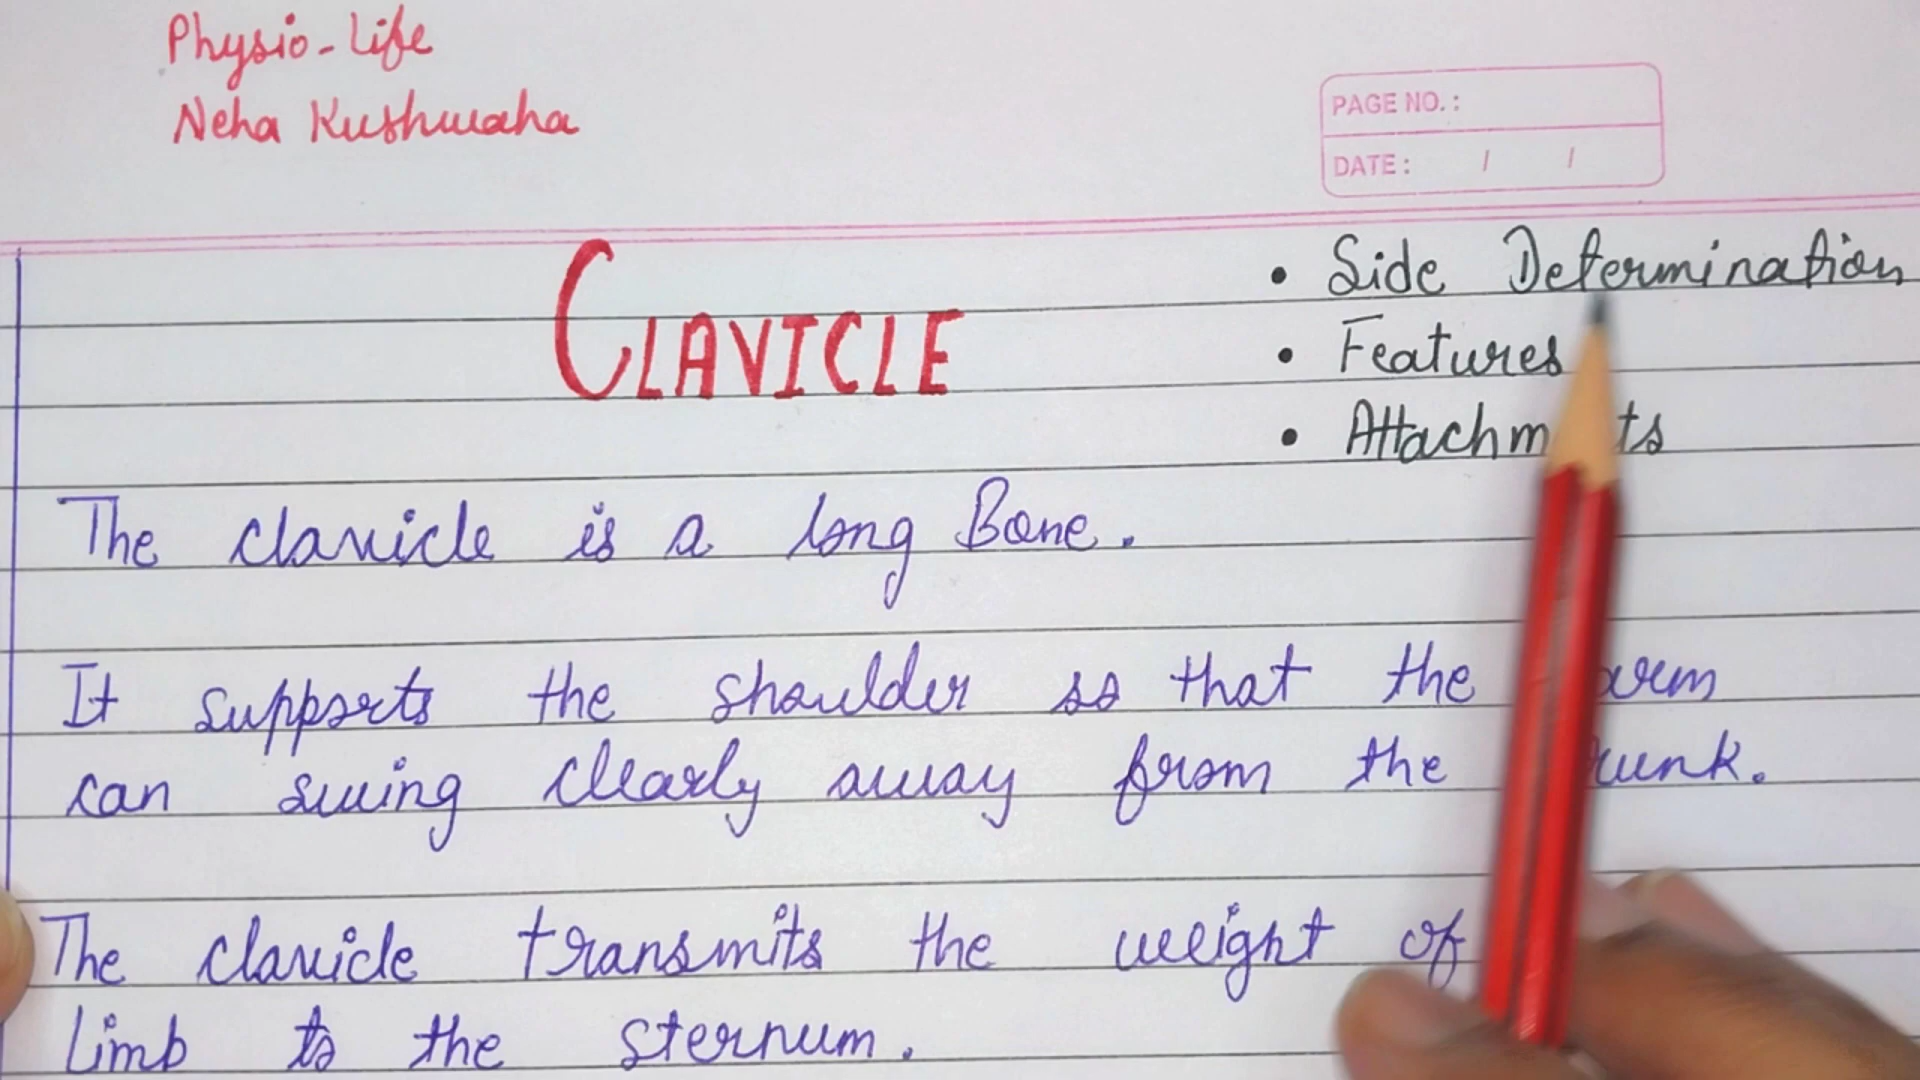 Physio-Life
Neha Kushwaha
PAGE NO.:
DATE: / /
CLAVICLE
• Side Determination
• Features
• Attachm ts
The clavicle is a long Bone.
It supports the shoulder so that the arm
can swing clearly away from the runk.
The clavicle transmits the weight of
limb to the sternum.